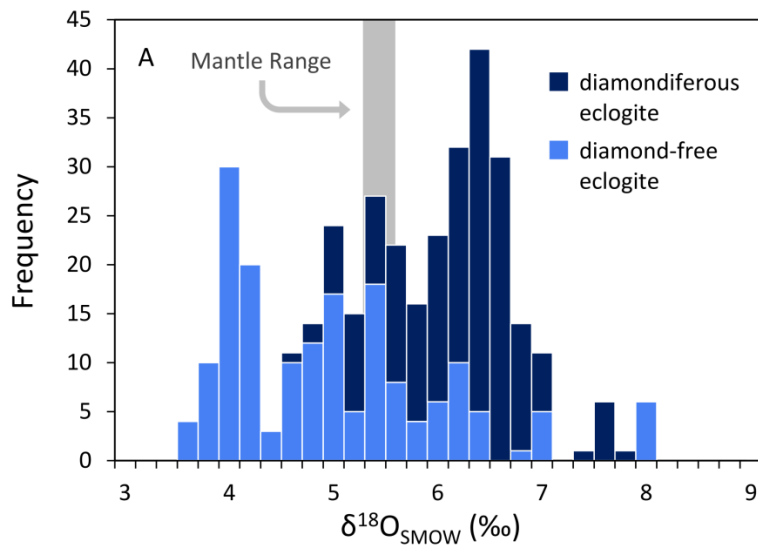 A
Mantle Range
diamondiferous
eclogite
diamond-free
eclogite
Frequency
45
40
35
30
25
20
15
10
5
0
3 4 5 6 7 8 9
δ¹⁸O_SMOW (‰)